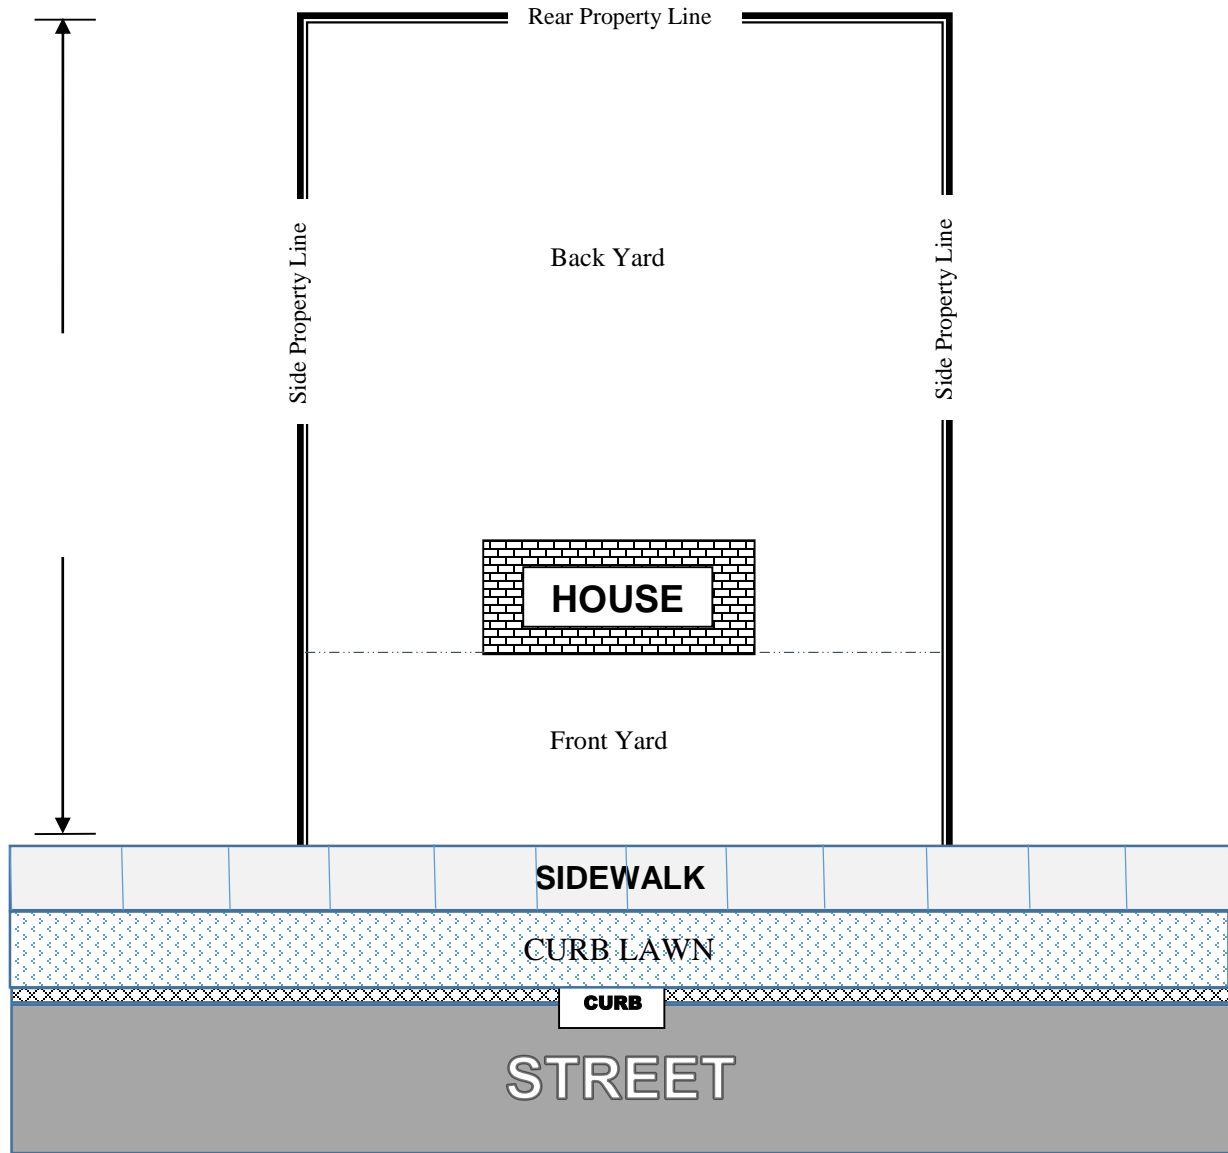 Rear Property Line
Side Property Line
Back Yard
Side Property Line
HOUSE
Front Yard
SIDEWALK
CURB LAWN
CURB
STREET